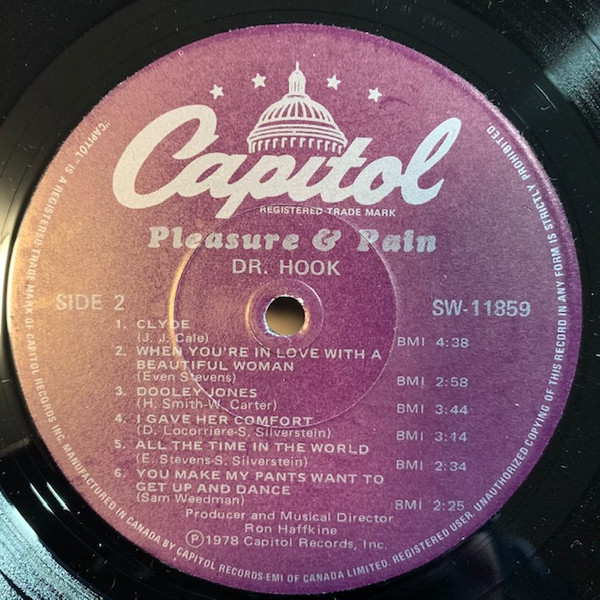 Capitol
REGISTERED TRADE MARK
Pleasure & Pain
DR. HOOK
SIDE 2
SW-11859
1. CLYDE
(J. J. Cale) BMI 4:38
2. WHEN YOU'RE IN LOVE WITH A
BEAUTIFUL WOMAN
(Even Stevens) BMI 2:58
3. DOOLEY JONES
(H. Smith-W. Carter) BMI 3:44
4. I GAVE HER COMFORT
(D. Locorriere-S. Silverstein) BMI 3:14
5. ALL THE TIME IN THE WORLD
(E. Stevens-S. Silverstein) BMI 2:34
6. YOU MAKE MY PANTS WANT TO
GET UP AND DANCE
(Sam Weedman) BMI 2:25
Producer and Musical Director
Ron Haffkine
Ⓟ1978 Capitol Records, Inc.
"CAPITOL" IS A REGISTERED TRADE MARK OF CAPITOL RECORDS INC. MANUFACTURED IN CANADA BY CAPITOL RECORDS-EMI OF CANADA LIMITED. REGISTERED USER. UNAUTHORIZED COPYING OF THIS RECORD IN ANY FORM IS STRICTLY PROHIBITED